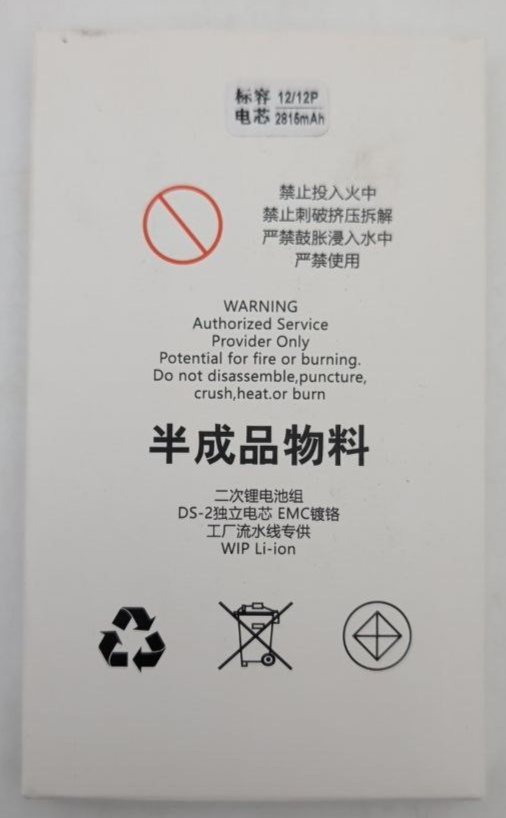 标容 12/12P
电芯 2815mAh
禁止投入火中
禁止刺破挤压拆解
严禁鼓胀浸入水中
严禁使用
WARNING
Authorized Service
Provider Only
Potential for fire or burning.
Do not disassemble,puncture,
crush,heat.or burn
半成品物料
二次锂电池组
DS-2独立电芯 EMC镀铬
工厂流水线专供
WIP Li-ion